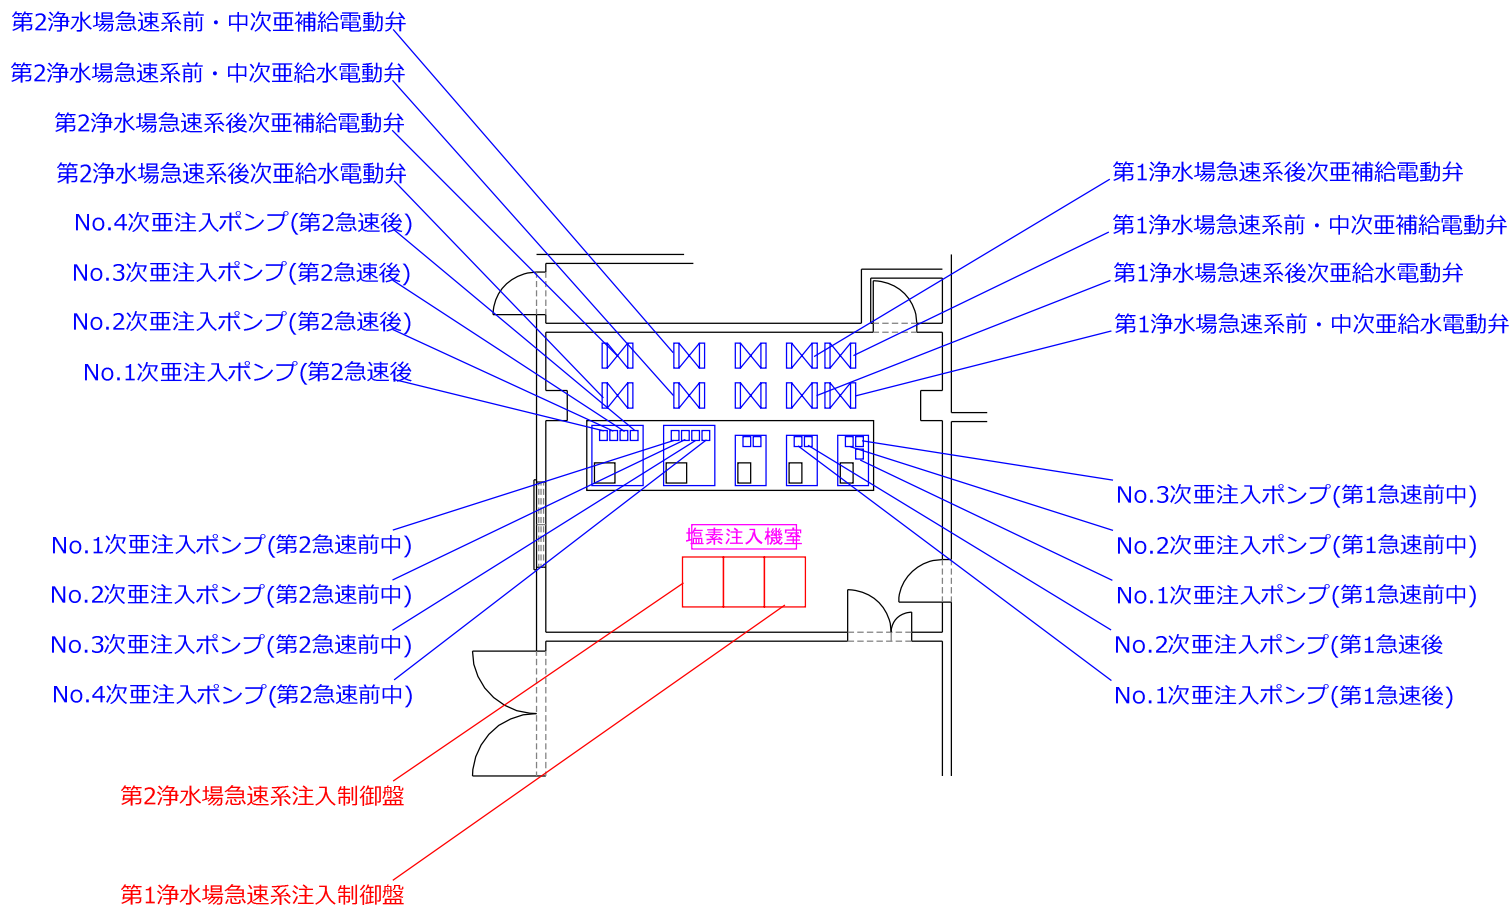 第2浄水場急速系前・中次亜補給電動弁
第2浄水場急速系前・中次亜給水電動弁
第2浄水場急速系後次亜補給電動弁
第2浄水場急速系後次亜給水電動弁
No.4次亜注入ポンプ(第2急速後)
No.3次亜注入ポンプ(第2急速後)
No.2次亜注入ポンプ(第2急速後)
No.1次亜注入ポンプ(第2急速後
第1浄水場急速系後次亜補給電動弁
第1浄水場急速系前・中次亜補給電動弁
第1浄水場急速系後次亜給水電動弁
第1浄水場急速系前・中次亜給水電動弁
塩素注入機室
No.1次亜注入ポンプ(第2急速前中)
No.2次亜注入ポンプ(第2急速前中)
No.3次亜注入ポンプ(第2急速前中)
No.4次亜注入ポンプ(第2急速前中)
No.3次亜注入ポンプ(第1急速前中)
No.2次亜注入ポンプ(第1急速前中)
No.1次亜注入ポンプ(第1急速前中)
No.2次亜注入ポンプ(第1急速後
No.1次亜注入ポンプ(第1急速後)
第2浄水場急速系注入制御盤
第1浄水場急速系注入制御盤